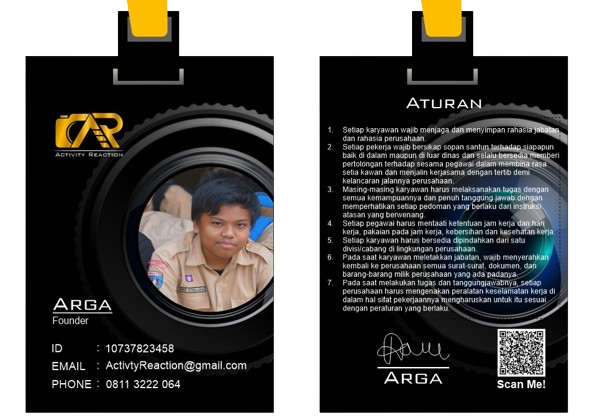 AR
ACTIVITY REACTION
ARGA
Founder
ID : 10737823458
EMAIL : ActivtyReaction@gmail.com
PHONE : 0811 3222 064
ATURAN
1. Setiap karyawan wajib menjaga dan menyimpan rahasia jabatan
dan rahasia perusahaan.
2. Setiap pekerja wajib bersikap sopan santun terhadap siapapun
baik di dalam maupun di luar dinas dan selalu bersedia memberi
pertolongan terhadap sesama pegawai dalam membina rasa
setia kawan dan menjalin kerjasama dengan tertib demi
kelancaran jalannya perusahaan.
3. Masing-masing karyawan harus melaksanakan tugas dengan
semua kemampuannya dan penuh tanggung jawab dengan
memperhatikan setiap pedoman yang berlaku dari instruksi
atasan yang berwenang.
4. Setiap pegawai harus mentaati ketentuan jam kerja dan hari
kerja, pakaian pada jam kerja, kebersihan dan kesehatan kerja.
5. Setiap karyawan harus bersedia dipindahkan dari satu
divisi/cabang di lingkungan perusahaan.
6. Pada saat karyawan meletakkan jabatan, wajib menyerahkan
kembali ke perusahaan semua surat-surat, dokumen, dan
barang-barang milik perusahaan yang ada padanya.
7. Pada saat melakukan tugas dan tanggungjawabnya, setiap
perusahaan harus mengenakan peralatan keselamatan kerja di
dalam hal sifat pekerjaannya mengharuskan untuk itu sesuai
dengan peraturan yang berlaku.
ARGA
Scan Me!